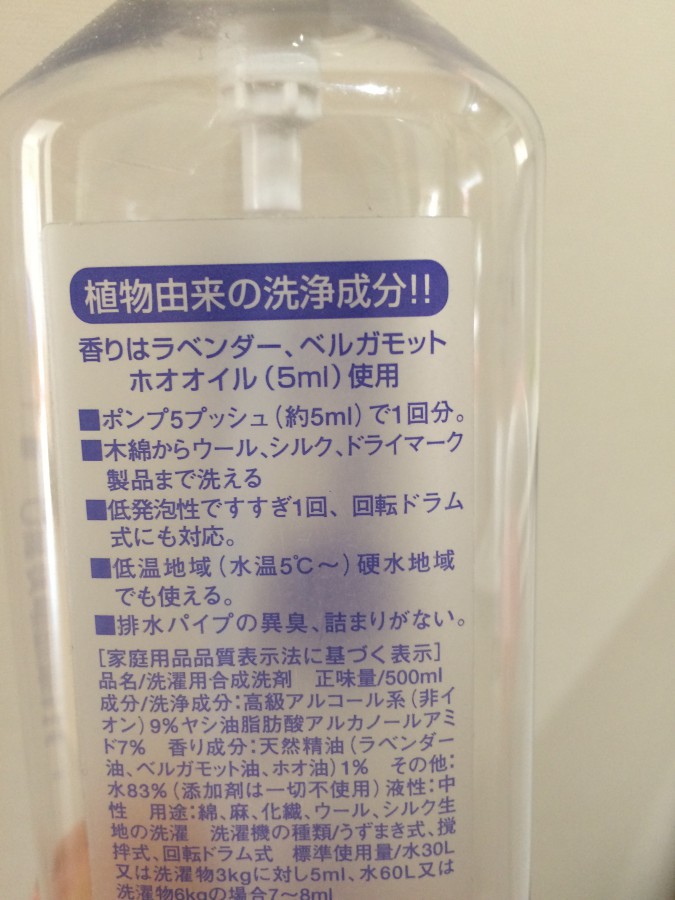 植物由来の洗浄成分!!
香りはラベンダー、ベルガモット
ホオオイル(5ml)使用
■ポンプ5プッシュ(約5ml)で1回分。
■木綿からウール、シルク、ドライマーク
製品まで洗える
■低発泡性ですすぎ1回、回転ドラム
式にも対応。
■低温地域(水温5℃〜)硬水地域
でも使える。
■排水パイプの異臭、詰まりがない。
[家庭用品品質表示法に基づく表示]
品名/洗濯用合成洗剤 正味量/500ml
成分/洗浄成分:高級アルコール系(非イ
オン)9%ヤシ油脂肪酸アルカノールアミ
ド7% 香り成分:天然精油(ラベンダー
油、ベルガモット油、ホオ油)1% その他:
水83%(添加剤は一切不使用)液性:中
性 用途:綿、麻、化繊、ウール、シルク生
地の洗濯 洗濯機の種類/うずまき式、撹
拌式、回転ドラム式 標準使用量/水30L
又は洗濯物3kgに対し5ml、水60L又は
洗濯物6kgの場合7〜8ml